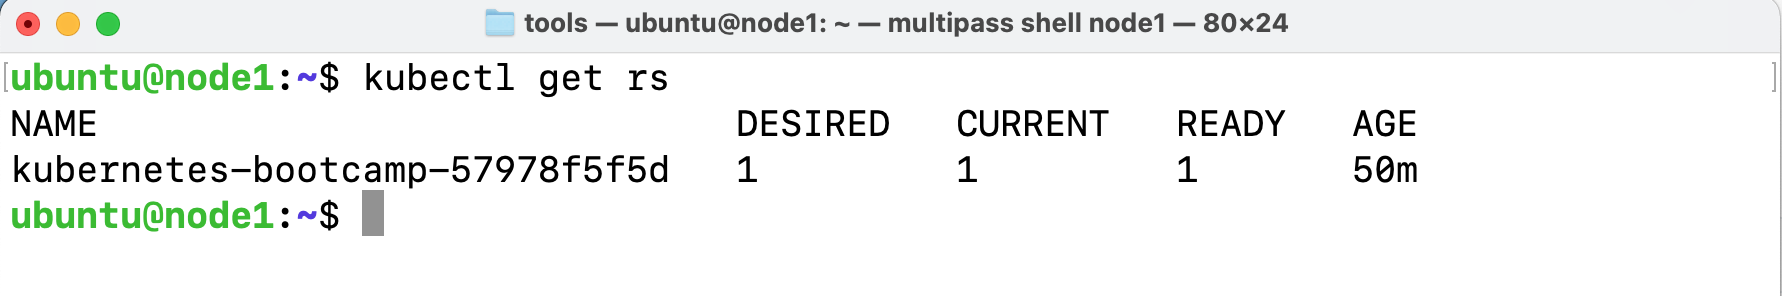 tools — ubuntu@node1: ~ — multipass shell node1 — 80×24
ubuntu@node1:~$ kubectl get rs
NAME DESIRED CURRENT READY AGE
kubernetes-bootcamp-57978f5f5d 1 1 1 50m
ubuntu@node1:~$